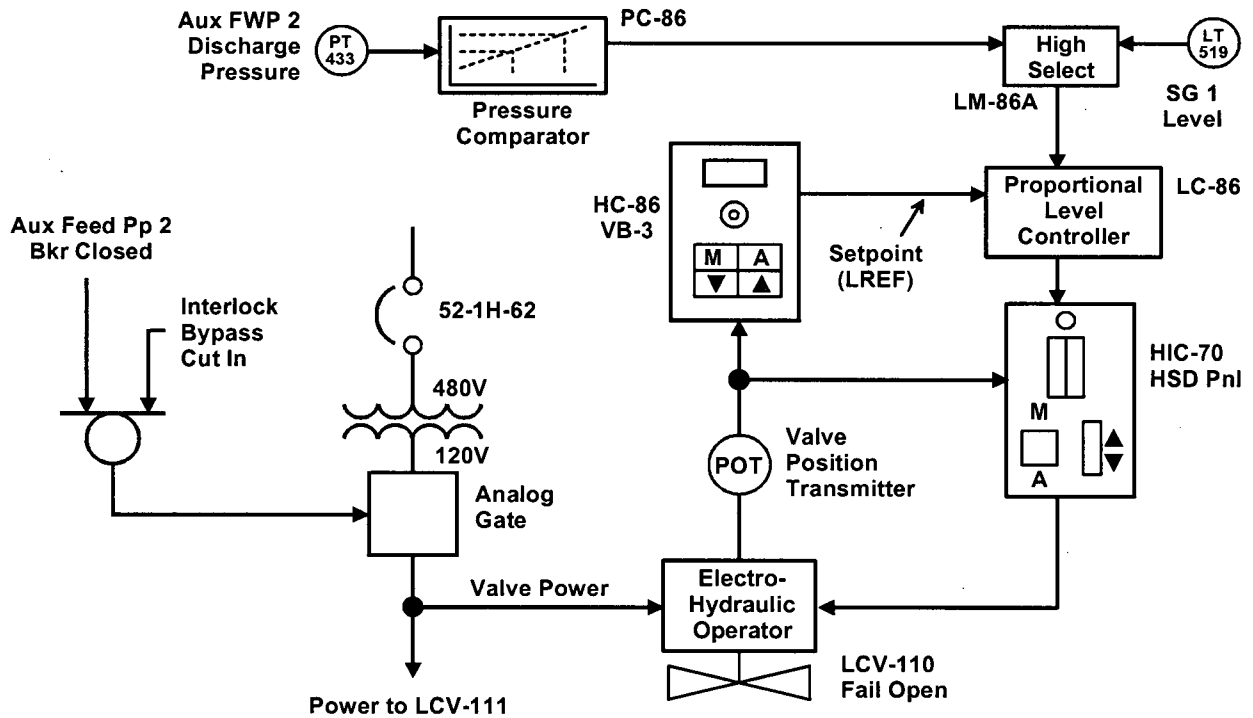 Aux FWP 2
Discharge
Pressure
PT
433
PC-86
Pressure
Comparator
High
Select
LM-86A
LT
519
SG 1
Level
HC-86
VB-3
M A
▼ ▲
Setpoint
(LREF)
Proportional
Level
Controller
LC-86
Aux Feed Pp 2
Bkr Closed
Interlock
Bypass
Cut In
52-1H-62
480V
120V
Analog
Gate
Valve Power
Power to LCV-111
POT
Valve
Position
Transmitter
HIC-70
HSD Pnl
M
A
▲
▼
Electro-
Hydraulic
Operator
LCV-110
Fail Open